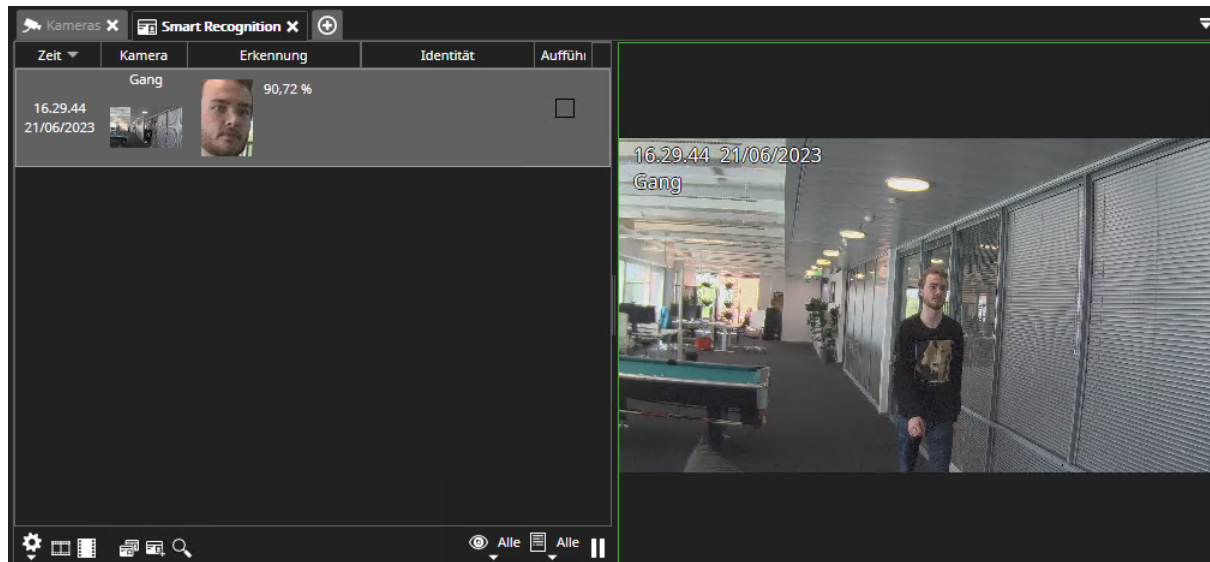 Kameras
Smart Recognition
Zeit Kamera Erkennung Identität Auffüh
16.29.44
21/06/2023
Gang
90,72 %
16.29.44 21/06/2023
Gang
Alle Alle